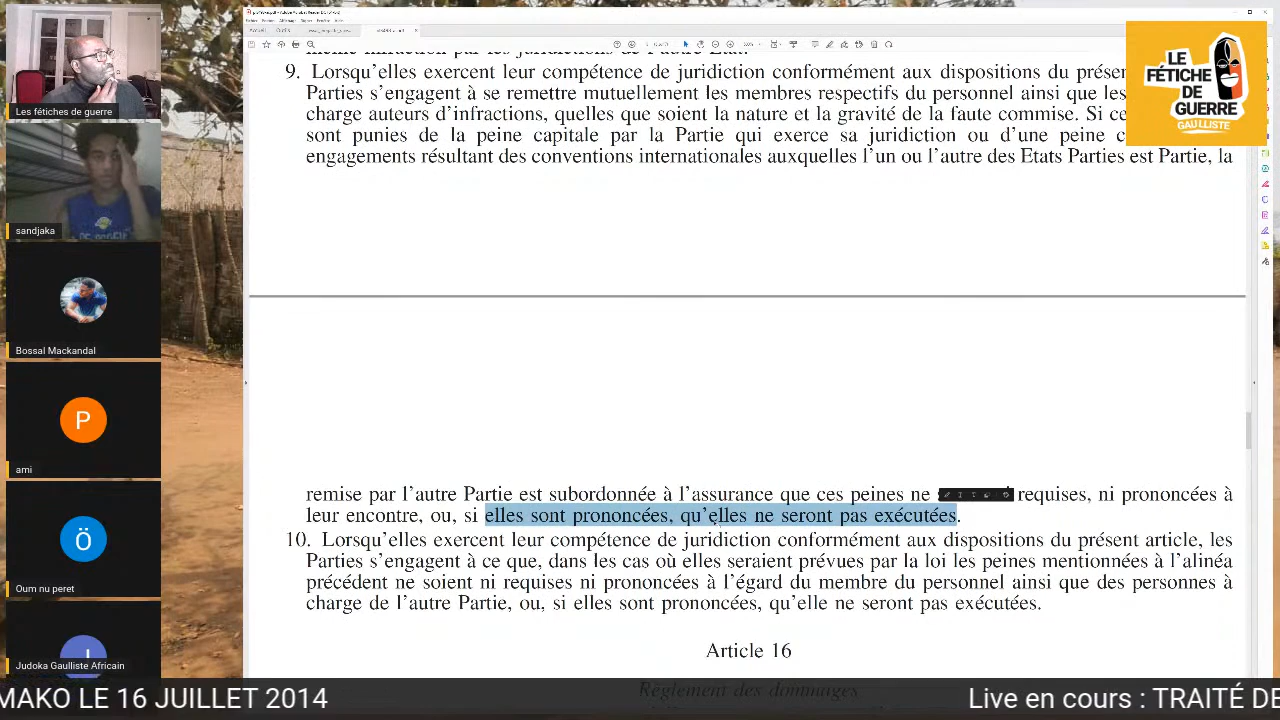 Les fétiches de guerre
sandjaka
Bossal Mackandal
P
ami
Ö
Oum nu peret
Judoka Gaulliste Africain
LE
FÉTICHE
DE
GUERRE
GAULLISTE
9. Lorsqu'elles exercent leur compétence de juridiction conformément aux dispositions du présen
Parties s'engagent à se remettre mutuellement les membres respectifs du personnel ainsi que les
charge auteurs d'infractions, quelles que soient la nature et la gravité de la faute commise. Si ce
sont punies de la peine capitale par la Partie qui exerce sa juridiction ou d'une peine c
engagements résultant des conventions internationales auxquelles l'un ou l'autre des Etats Parties est Partie, la
remise par l'autre Partie est subordonnée à l'assurance que ces peines ne requises, ni prononcées à
leur encontre, ou, si elles sont prononcées, qu'elles ne seront pas exécutées.
10. Lorsqu'elles exercent leur compétence de juridiction conformément aux dispositions du présent article, les
Parties s'engagent à ce que, dans les cas où elles seraient prévues par la loi les peines mentionnées à l'alinéa
précédent ne soient ni requises ni prononcées à l'égard du membre du personnel ainsi que des personnes à
charge de l'autre Partie, ou, si elles sont prononcées, qu'elle ne seront pas exécutées.
Article 16
Règlement des dommages
MAKO LE 16 JUILLET 2014
Live en cours : TRAITÉ DE